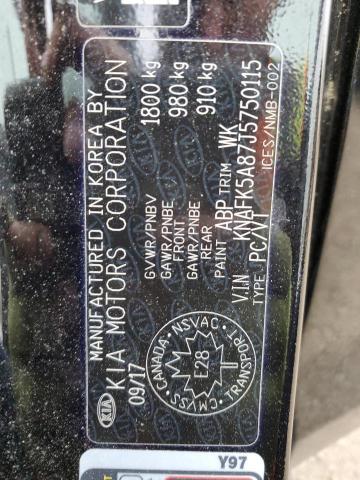 MANUFACTURED IN KOREA BY
KIA KIA MOTORS CORPORATION
09/17
GVWR/PNBV 1800 kg
GAWR/PNBE FRONT 980 kg
GAWR/PNBE REAR 910 kg
PAINT ABP TRIM WK
V.I.N KNAFK5A87J5750115
TYPE PC/VT ICES/NMB-002
CANADA · NSVAC · TRANSPORT · CMVSS
E28
Y97